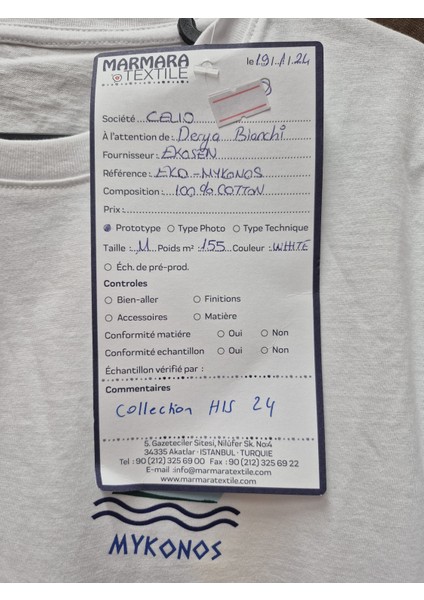 MARMARA
TEXTILE
le 19/.11.24
Société : CELIO
À l'attention de : Derya Bianchi
Fournisseur : EKOSEN
Référence : EKO-MYKONOS
Composition : 100% COTTON
Prix :
Prototype Type Photo Type Technique
Taille : M Poids m² : 155 Couleur : WHITE
Éch. de pré-prod.
Controles
Bien-aller Finitions
Accessoires Matière
Conformité matiére Oui Non
Conformité echantillon Oui Non
Échantillon vérifié par :
Commentaires
Collection H15 24
5. Gazeteciler Sitesi, Nilüfer Sk. No:4
34335 Akatlar · ISTANBUL · TURQUIE
Tel : 90 (212) 325 69 00 Fax : 90 (212) 325 69 22
E-mail :info@marmaratextile.com
www.marmaratextile.com
MYKONOS